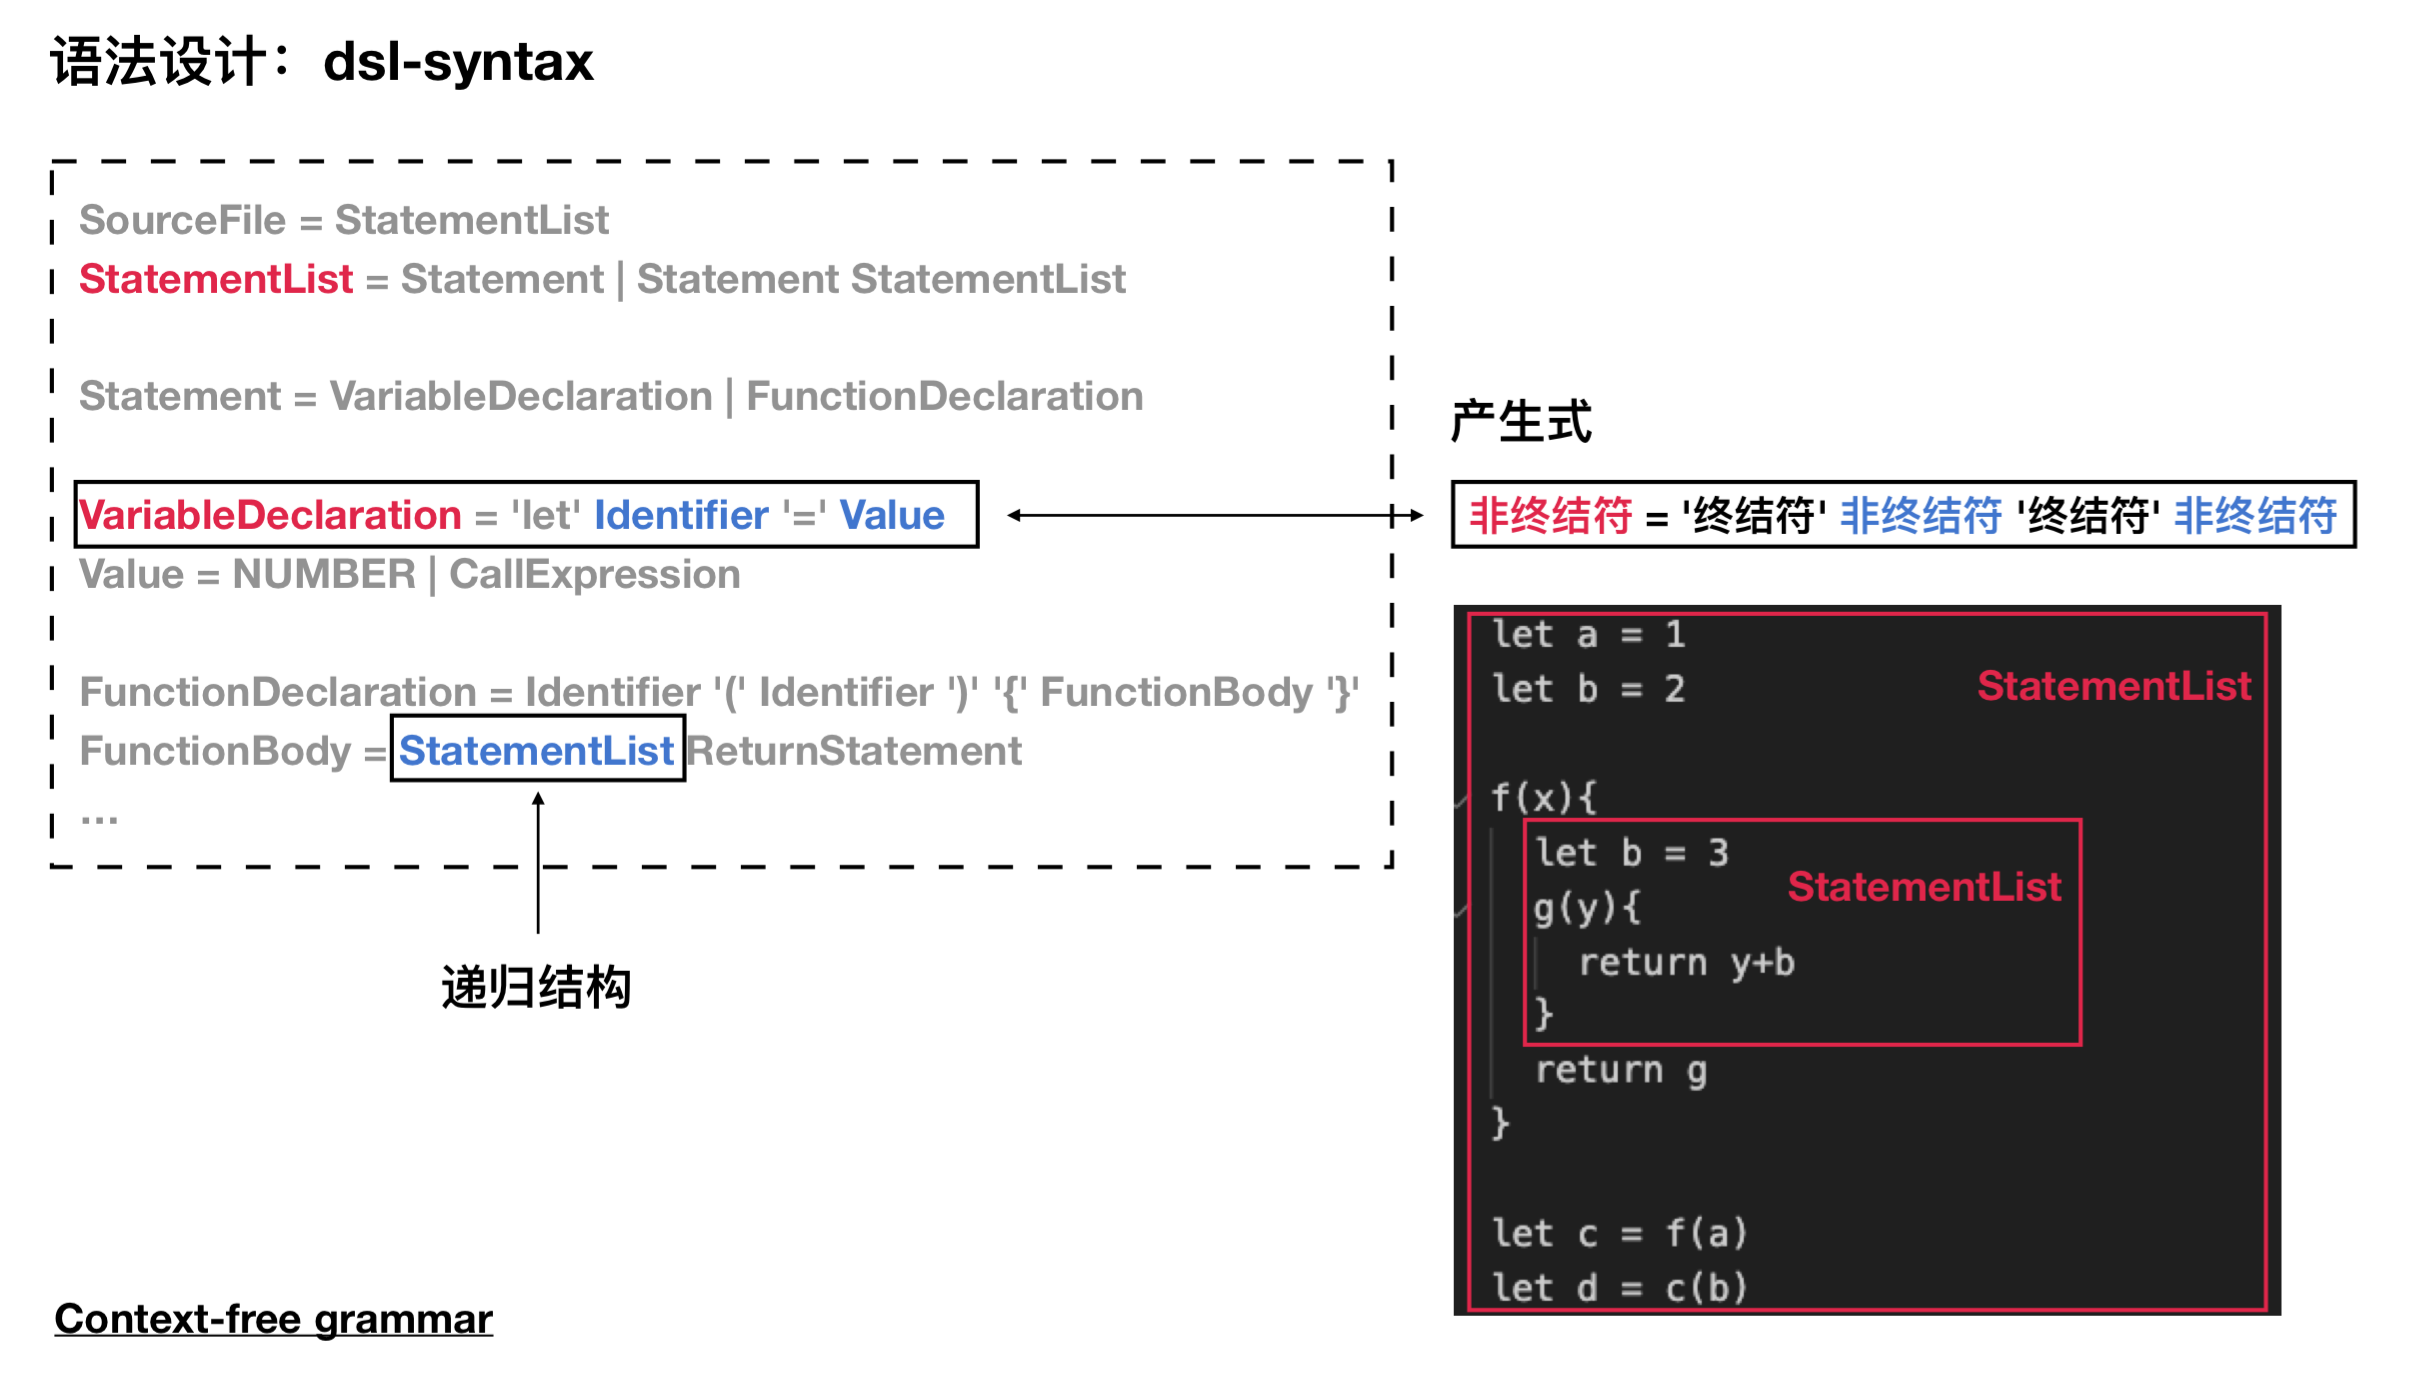 语法设计：dsl-syntax
SourceFile = StatementList
StatementList = Statement | Statement StatementList
Statement = VariableDeclaration | FunctionDeclaration
VariableDeclaration = 'let' Identifier '=' Value
Value = NUMBER | CallExpression
FunctionDeclaration = Identifier '(' Identifier ')' '{' FunctionBody '}'
FunctionBody = StatementList ReturnStatement
...
递归结构
Context-free grammar
产生式
非终结符 = '终结符' 非终结符 '终结符' 非终结符
let a = 1
let b = 2
StatementList
f(x){
let b = 3
StatementList
g(y){
return y+b
}
return g
}
let c = f(a)
let d = c(b)